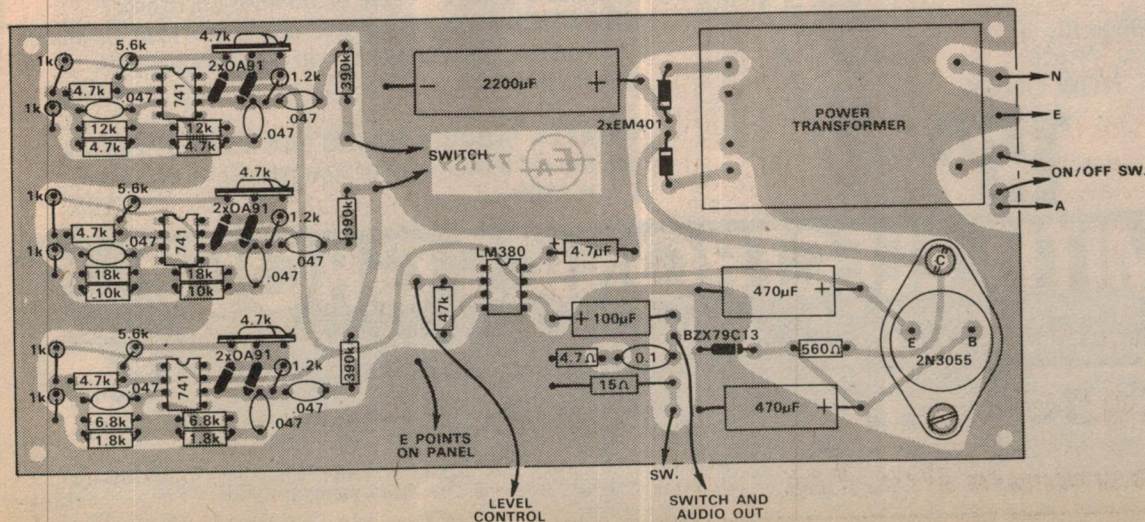 4.7k
5.6k
1k
2xOA91
1.2k
390k
741
4.7k
.047
.047
.047
1k
12k
12k
4.7k
4.7k
− 2200µF +
2xEM401
POWER
TRANSFORMER
N
E
ON/OFF SW.
A
SWITCH
EA
4.7k
5.6k
1k
2xOA91
1.2k
390k
741
4.7k
.047
.047
.047
1k
18k
18k
.10k
.10k
LM380
+ 4.7µF
47k
+ 100µF
470µF +
C
E
B
2N3055
BZX79C13
560Ω
4.7Ω
0.1
15Ω
470µF +
4.7k
5.6k
1k
2xOA91
1.2k
390k
741
4.7k
.047
.047
.047
1k
6.8k
6.8k
1.8k
1.8k
E POINTS
ON PANEL
LEVEL
CONTROL
SW.
SWITCH AND
AUDIO OUT